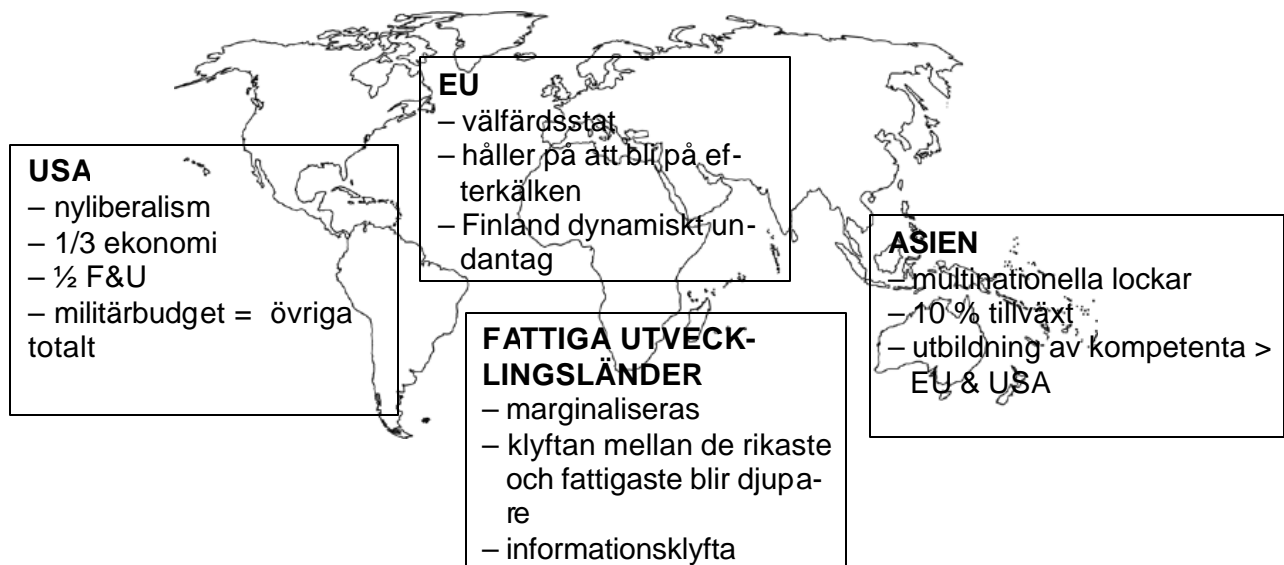 USA
– nyliberalism
– 1/3 ekonomi
– ½ F&U
– militärbudget = övriga
totalt
EU
– välfärdsstat
– håller på att bli på ef-
terkälken
– Finland dynamiskt un-
dantag
FATTIGA UTVECK-
LINGSLÄNDER
– marginaliseras
– klyftan mellan de rikaste
och fattigaste blir djupa-
re
– informationsklyfta
ASIEN
– multinationella lockar
– 10 % tillväxt
– utbildning av kompetenta >
EU & USA